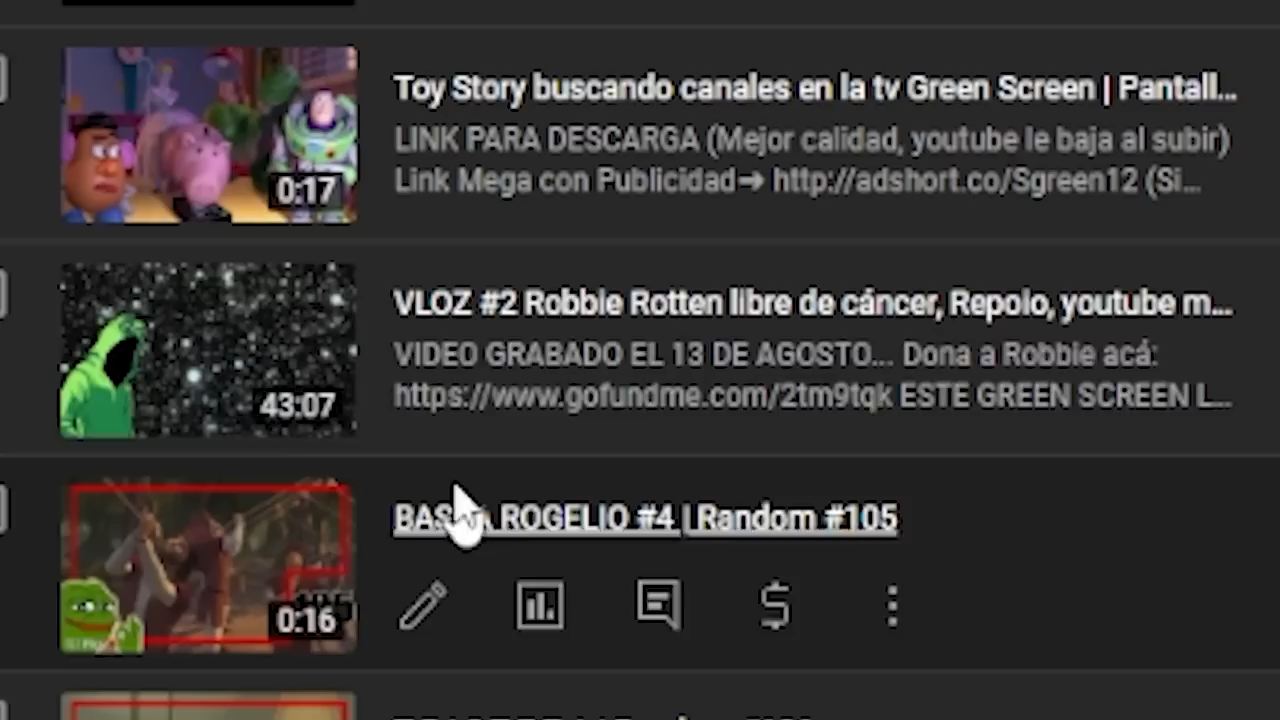 Toy Story buscando canales en la tv Green Screen | Pantall...
LINK PARA DESCARGA (Mejor calidad, youtube le baja al subir)
Link Mega con Publicidad➔ http://adshort.co/Sgreen12 (Si...
0:17
VLOZ #2 Robbie Rotten libre de cáncer, Repolo, youtube m...
VIDEO GRABADO EL 13 DE AGOSTO... Dona a Robbie acá:
https://www.gofundme.com/2tm9tqk ESTE GREEN SCREEN L...
43:07
ROGELIO #4 | Random #105
0:16